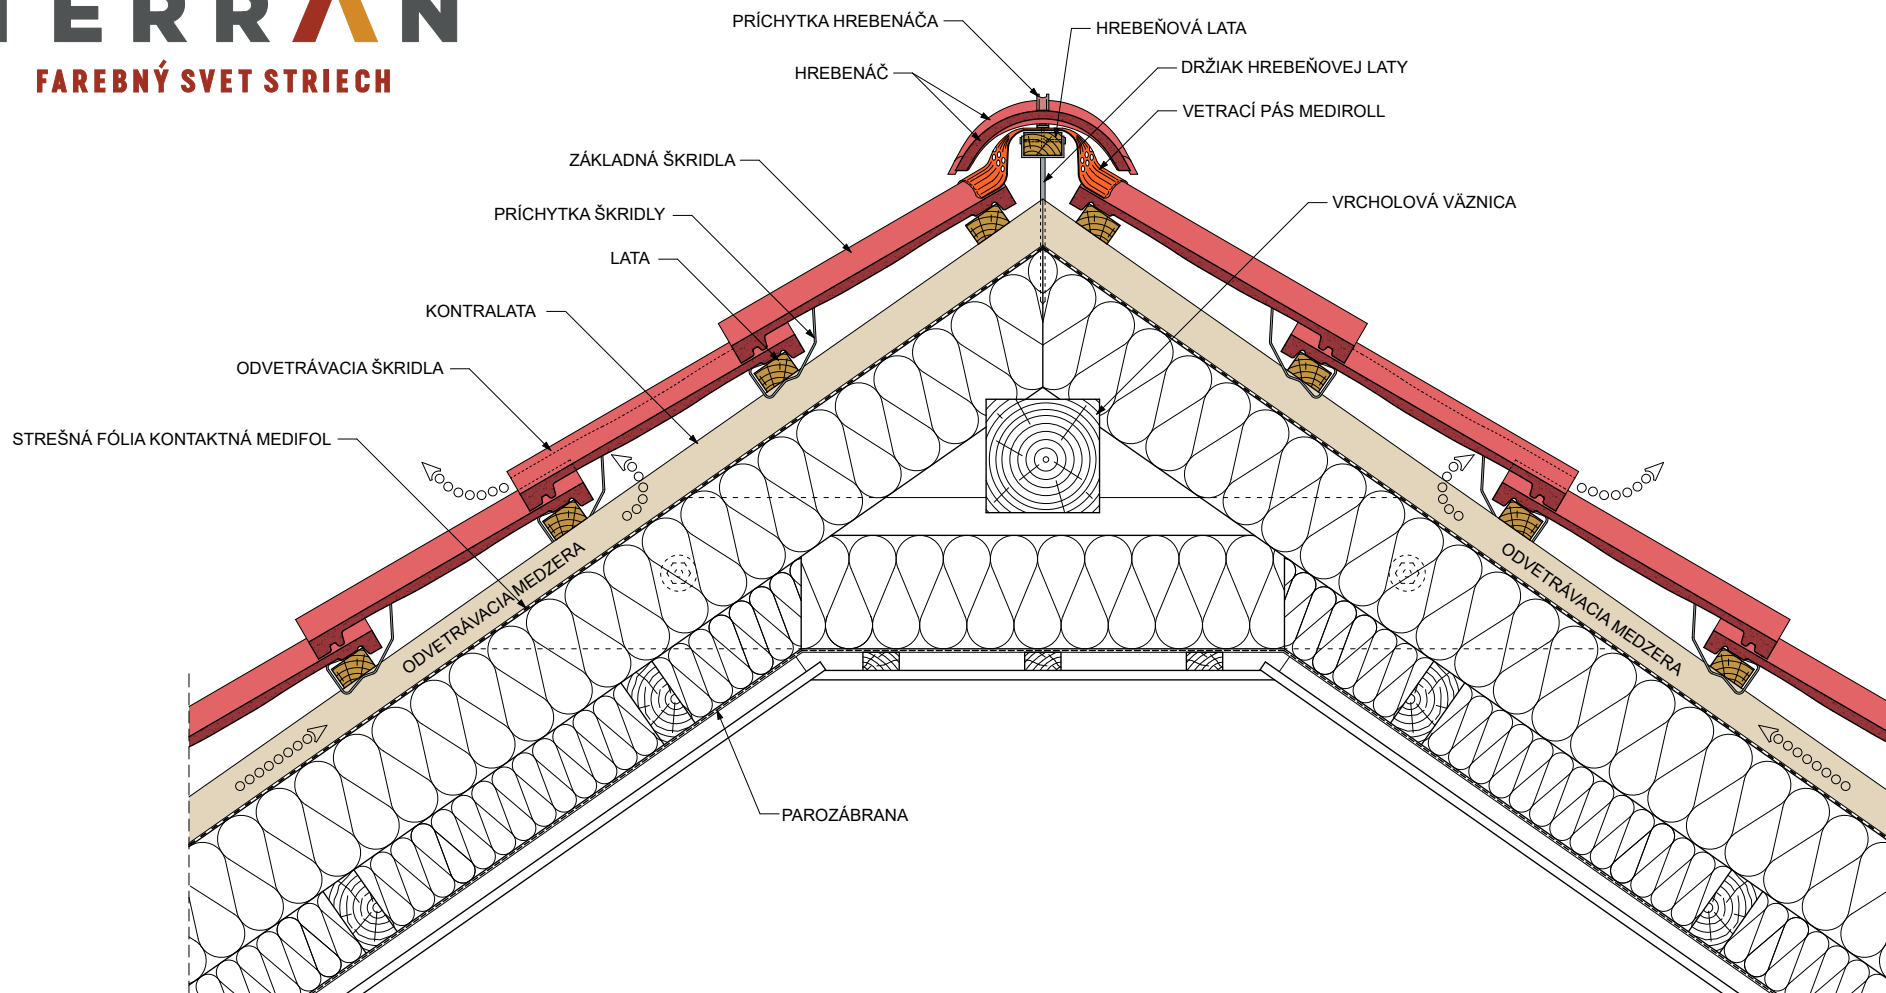 TERRAN
FAREBNÝ SVET STRIECH
PRÍCHYTKA HREBENÁČA
HREBEŇOVÁ LATA
HREBENÁČ
DRŽIAK HREBEŇOVEJ LATY
VETRACÍ PÁS MEDIROLL
ZÁKLADNÁ ŠKRIDLA
PRÍCHYTKA ŠKRIDLY
VRCHOLOVÁ VÄZNICA
LATA
KONTRALATA
ODVETRÁVACIA ŠKRIDLA
STREŠNÁ FÓLIA KONTAKTNÁ MEDIFOL
ODVETRÁVACIA MEDZERA
ODVETRÁVACIA MEDZERA
PAROZÁBRANA